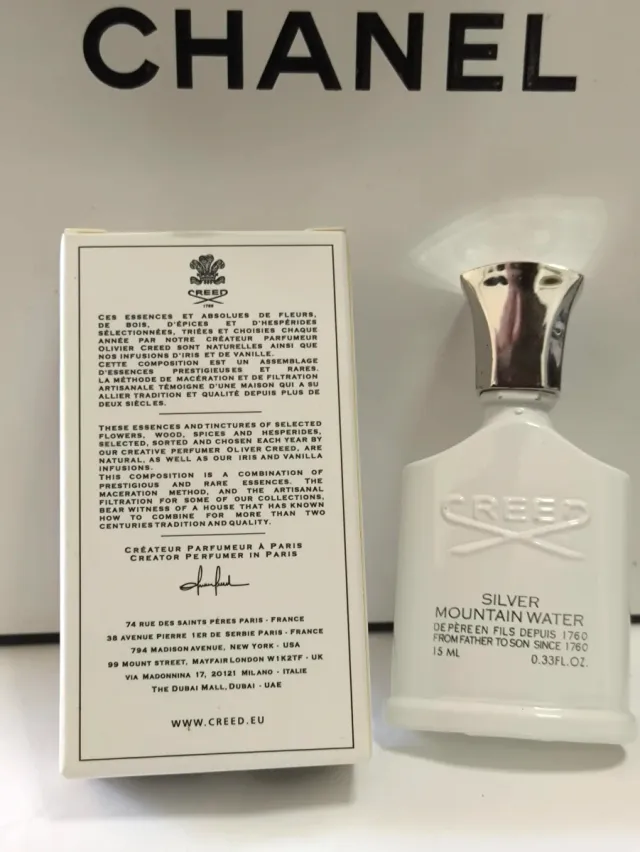 CHANEL
CREED
1760
CES ESSENCES ET ABSOLUES DE FLEURS,
DE BOIS, D'ÉPICES ET D'HESPÉRIDES
SÉLECTIONNÉES, TRIÉES ET CHOISIES CHAQUE
ANNÉE PAR NOTRE CRÉATEUR PARFUMEUR
OLIVIER CREED SONT NATURELLES AINSI QUE
NOS INFUSIONS D'IRIS ET DE VANILLE.
CETTE COMPOSITION EST UN ASSEMBLAGE
D'ESSENCES PRESTIGIEUSES ET RARES.
LA MÉTHODE DE MACÉRATION ET DE FILTRATION
ARTISANALE TÉMOIGNE D'UNE MAISON QUI A SU
ALLIER TRADITION ET QUALITÉ DEPUIS PLUS DE
DEUX SIÈCLES.
THESE ESSENCES AND TINCTURES OF SELECTED
FLOWERS, WOOD, SPICES AND HESPERIDES,
SELECTED, SORTED AND CHOSEN EACH YEAR BY
OUR CREATIVE PERFUMER OLIVER CREED, ARE
NATURAL, AS WELL AS OUR IRIS AND VANILLA
INFUSIONS.
THIS COMPOSITION IS A COMBINATION OF
PRESTIGIOUS AND RARE ESSENCES. THE
MACERATION METHOD, AND THE ARTISANAL
FILTRATION FOR SOME OF OUR COLLECTIONS,
BEAR WITNESS OF A HOUSE THAT HAS KNOWN
HOW TO COMBINE FOR MORE THAN TWO
CENTURIES TRADITION AND QUALITY.
CRÉATEUR PARFUMEUR À PARIS
CREATOR PERFUMER IN PARIS
74 RUE DES SAINTS PÈRES PARIS - FRANCE
38 AVENUE PIERRE 1ER DE SERBIE PARIS - FRANCE
794 MADISON AVENUE, NEW YORK - USA
99 MOUNT STREET, MAYFAIR LONDON W1K2TF - UK
VIA MADONNINA 17, 20121 MILANO - ITALIE
THE DUBAI MALL, DUBAI - UAE
WWW.CREED.EU
CREED
SILVER
MOUNTAIN WATER
DE PÈRE EN FILS DEPUIS 1760
FROM FATHER TO SON SINCE 1760
15 ML 0.33FL.OZ.